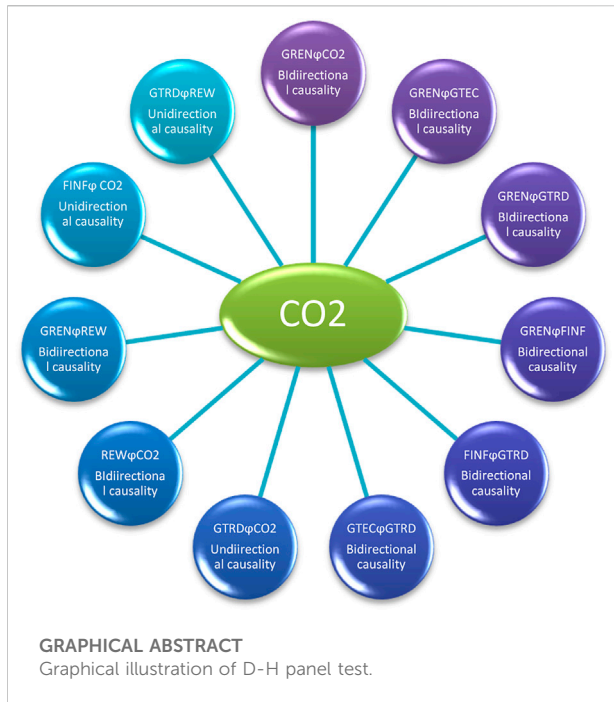 GRENφCO2
BIdiirectiona
l causality
GRENφGTEC
BIdiirectiona
l causality
GRENφGTRD
BIdiirectiona
l causality
GRENφFINF
Bidirectional
causality
FINFφGTRD
Bidirectional
causality
GTECφGTRD
Bidirectional
causality
GTRDφCO2
Undiirection
al causality
REWφCO2
BIdiirectiona
l causality
GRENφREW
Bidiirectiona
l causality
FINFφ CO2
Unidirection
al causality
GTRDφREW
Unidirection
al causality
CO2
GRAPHICAL ABSTRACT
Graphical illustration of D-H panel test.